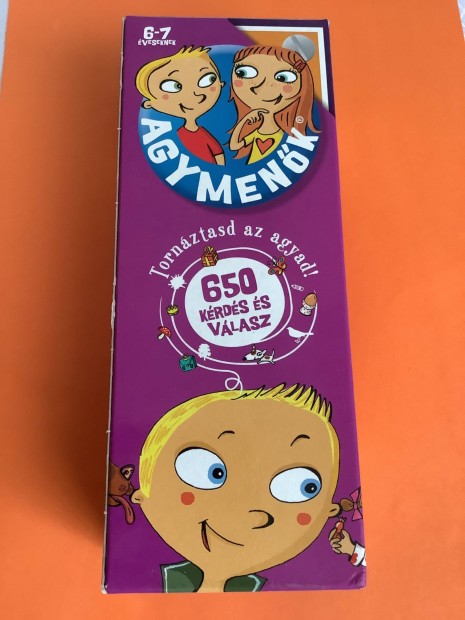 6-7
ÉVESEKNEK
AGYMENŐK®
Tornáztasd az agyad!
650
KÉRDÉS ÉS
VÁLASZ